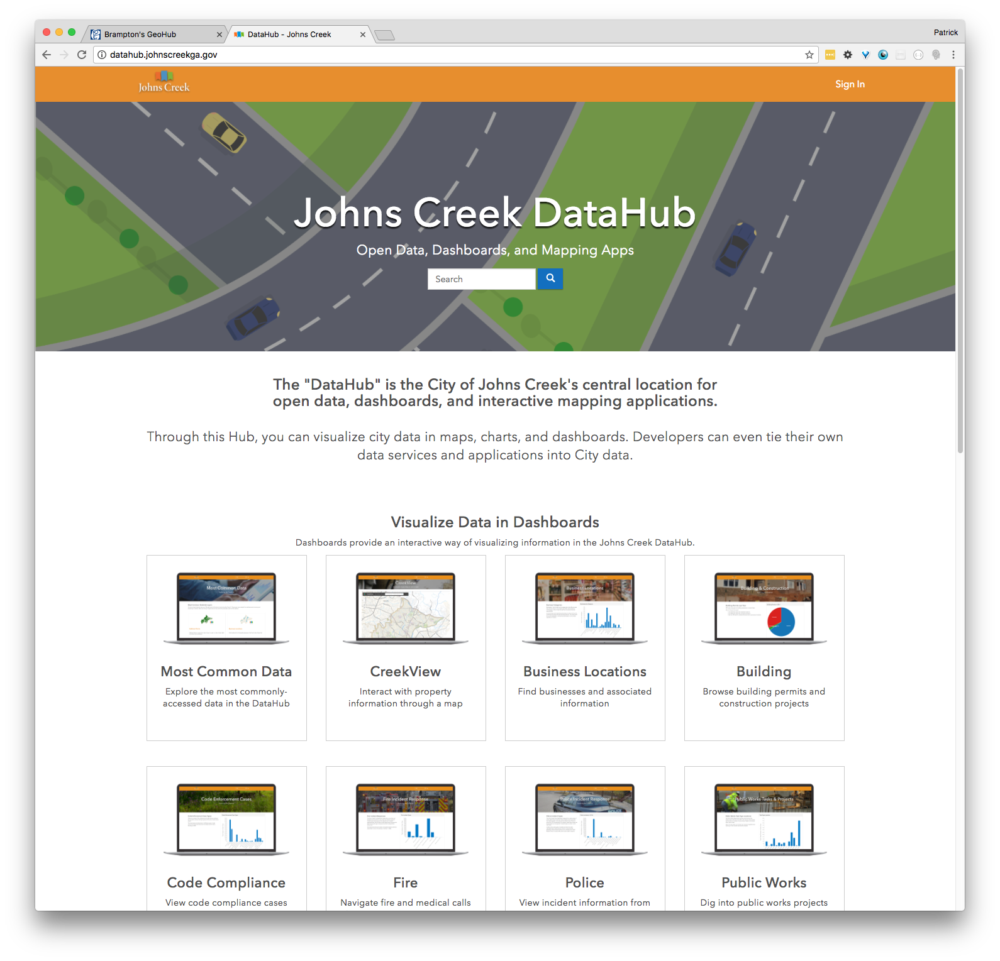 Brampton's GeoHub
DataHub - Johns Creek
Patrick
datahub.johnscreekga.gov
Johns Creek
Sign In
Johns Creek DataHub
Open Data, Dashboards, and Mapping Apps
Search
The "DataHub" is the City of Johns Creek's central location for
open data, dashboards, and interactive mapping applications.
Through this Hub, you can visualize city data in maps, charts, and dashboards. Developers can even tie their own
data services and applications into City data.
Visualize Data in Dashboards
Dashboards provide an interactive way of visualizing information in the Johns Creek DataHub.
Most Common Data
CreekView
Business Locations
Building & Construction
Most Common Data
Explore the most commonly-
accessed data in the DataHub
CreekView
Interact with property
information through a map
Business Locations
Find businesses and associated
information
Building
Browse building permits and
construction projects
Code Enforcement Cases
Fire Incident Response
Police Incident Response
Public Works Tasks & Projects
Code Compliance
View code compliance cases
Fire
Navigate fire and medical calls
Police
View incident information from
Public Works
Dig into public works projects